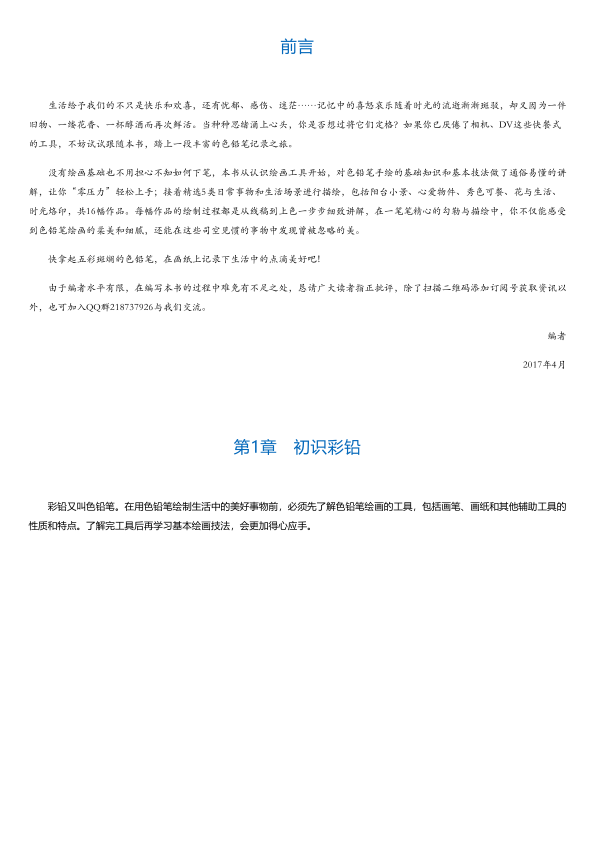 前言
生活给予我们的不只是快乐和欢喜，还有忧郁、感伤、迷茫……记忆中的喜怒哀乐随着时光的流逝渐渐斑驳，却又因为一件
旧物、一缕花香、一杯醇酒而再次鲜活。当种种思绪涌上心头，你是否想过将它们定格？如果你已厌倦了相机、DV这些快餐式
的工具，不妨试试跟随本书，踏上一段丰富的色铅笔记录之旅。
没有绘画基础也不用担心不知如何下笔，本书从认识绘画工具开始，对色铅笔手绘的基础知识和基本技法做了通俗易懂的讲
解，让你“零压力”轻松上手；接着精选5类日常事物和生活场景进行描绘，包括阳台小景、心爱物件、秀色可餐、花与生活、
时光烙印，共16幅作品。每幅作品的绘制过程都是从线稿到上色一步步细致讲解，在一笔笔精心的勾勒与描绘中，你不仅能感受
到色铅笔绘画的柔美和细腻，还能在这些司空见惯的事物中发现曾被忽略的美。
快拿起五彩斑斓的色铅笔，在画纸上记录下生活中的点滴美好吧！
由于编者水平有限，在编写本书的过程中难免有不足之处，恳请广大读者指正批评，除了扫描二维码添加订阅号获取资讯以
外，也可加入QQ群218737926与我们交流。
编者
2017年4月
第1章　初识彩铅
彩铅又叫色铅笔。在用色铅笔绘制生活中的美好事物前，必须先了解色铅笔绘画的工具，包括画笔、画纸和其他辅助工具的
性质和特点。了解完工具后再学习基本绘画技法，会更加得心应手。